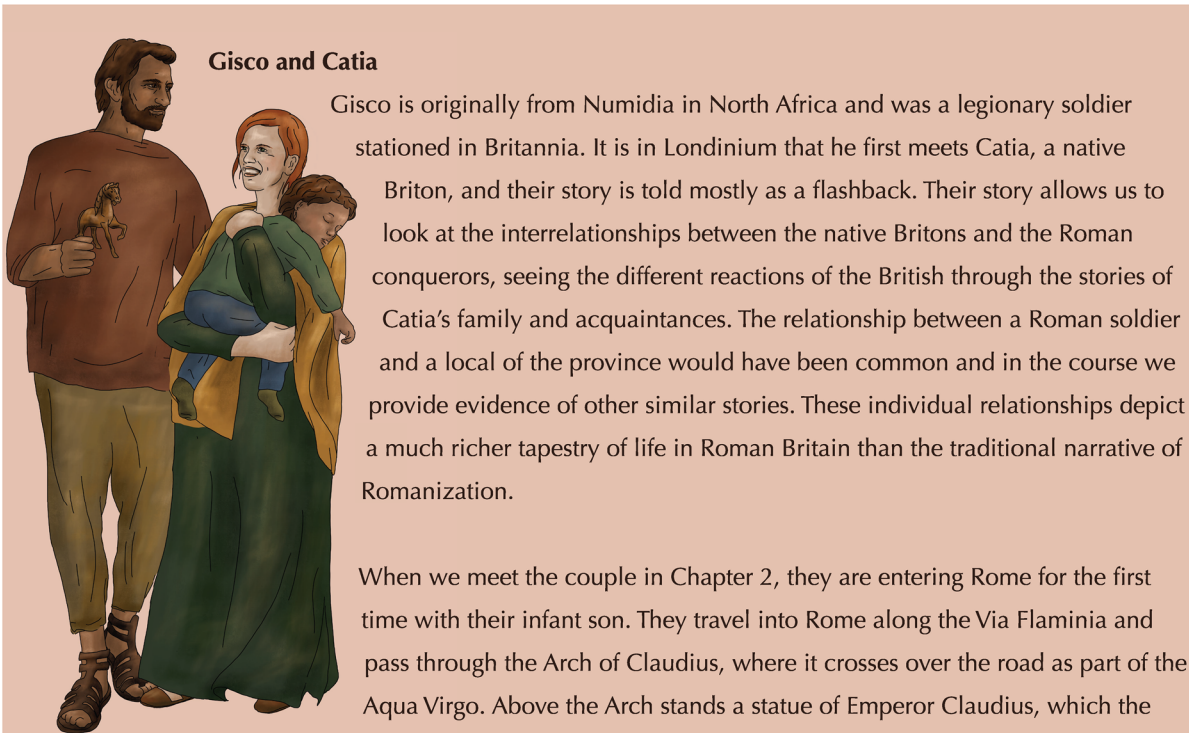 Gisco and Catia
Gisco is originally from Numidia in North Africa and was a legionary soldier
stationed in Britannia. It is in Londinium that he first meets Catia, a native
Briton, and their story is told mostly as a flashback. Their story allows us to
look at the interrelationships between the native Britons and the Roman
conquerors, seeing the different reactions of the British through the stories of
Catia’s family and acquaintances. The relationship between a Roman soldier
and a local of the province would have been common and in the course we
provide evidence of other similar stories. These individual relationships depict
a much richer tapestry of life in Roman Britain than the traditional narrative of
Romanization.
When we meet the couple in Chapter 2, they are entering Rome for the first
time with their infant son. They travel into Rome along the Via Flaminia and
pass through the Arch of Claudius, where it crosses over the road as part of the
Aqua Virgo. Above the Arch stands a statue of Emperor Claudius, which the